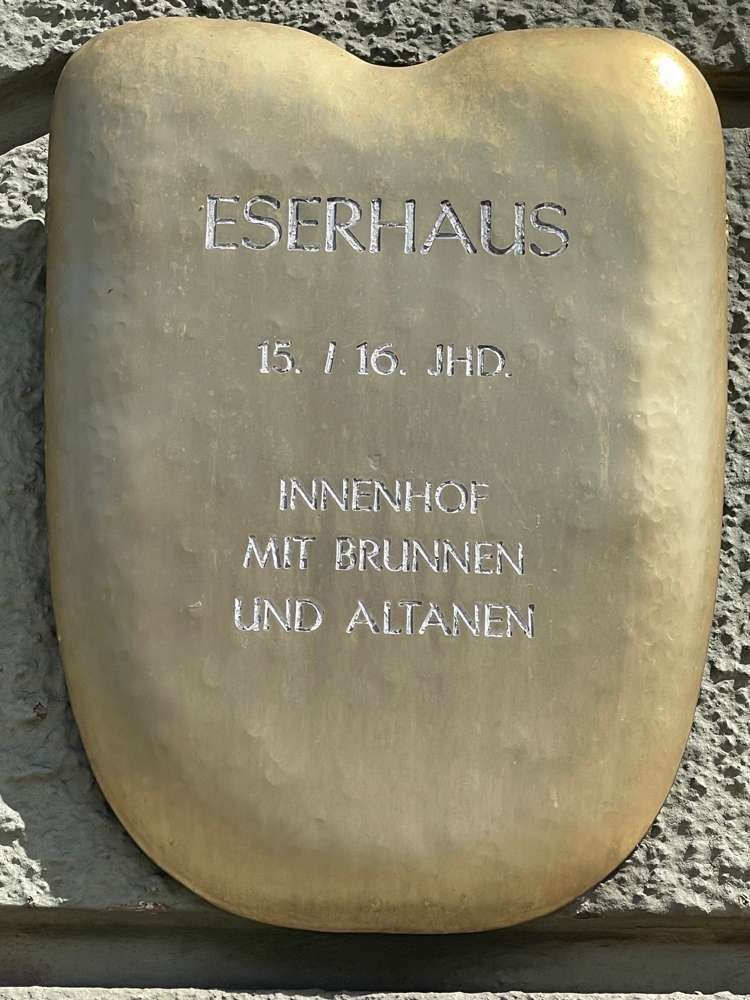 ESERHAUS
15. / 16. JHD.
INNENHOF
MIT BRUNNEN
UND ALTANEN